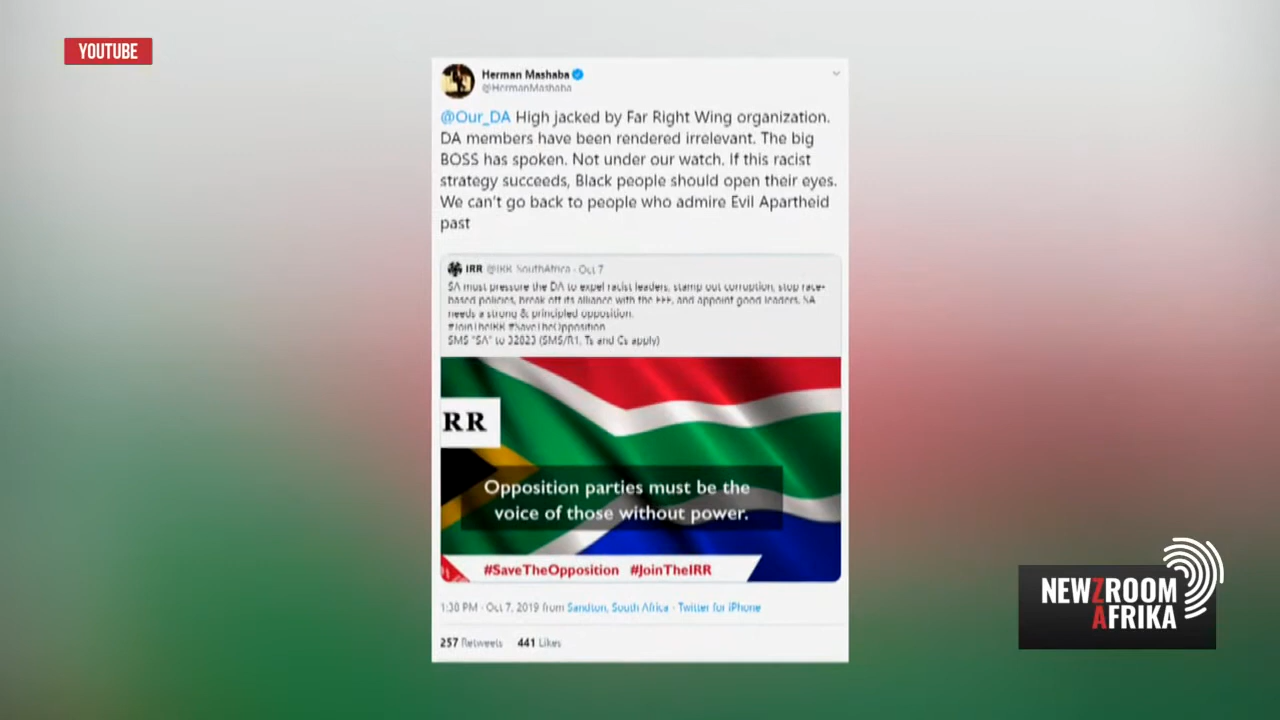 YOUTUBE
Herman Mashaba
@HermanMashaba
@Our_DA High jacked by Far Right Wing organization.
DA members have been rendered irrelevant. The big
BOSS has spoken. Not under our watch. If this racist
strategy succeeds, Black people should open their eyes.
We can't go back to people who admire Evil Apartheid
past
IRR @IRR_SouthAfrica · Oct 7
SA must pressure the DA to expel racist leaders, stamp out corruption, stop race-
based policies, break off its alliance with the EFF, and appoint good leaders. SA
needs a strong & principled opposition.
#JoinTheIRR #SaveTheOpposition
SMS "SA" to 32823 (SMS/R1, Ts and Cs apply)
RR
Opposition parties must be the
voice of those without power.
#SaveTheOpposition #JoinTheIRR
1:30 PM · Oct 7, 2019 from Sandton, South Africa · Twitter for iPhone
257 Retweets 441 Likes
NEWZROOM
AFRIKA